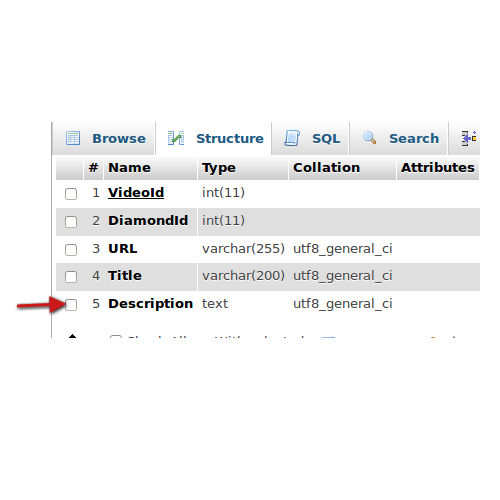 Browse Structure SQL Search
# Name Type Collation Attributes
1 VideoId int(11)
2 DiamondId int(11)
3 URL varchar(255) utf8_general_ci
4 Title varchar(200) utf8_general_ci
5 Description text utf8_general_ci